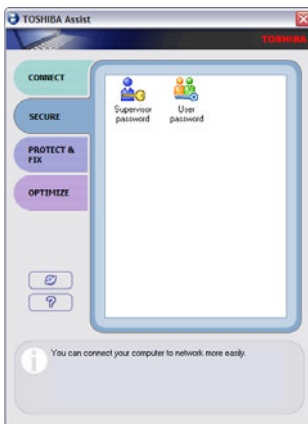 TOSHIBA Assist
TOSHIBA
CONNECT
SECURE
PROTECT &
FIX
OPTIMIZE
Supervisor
password
User
password
?
You can connect your computer to network more easily.